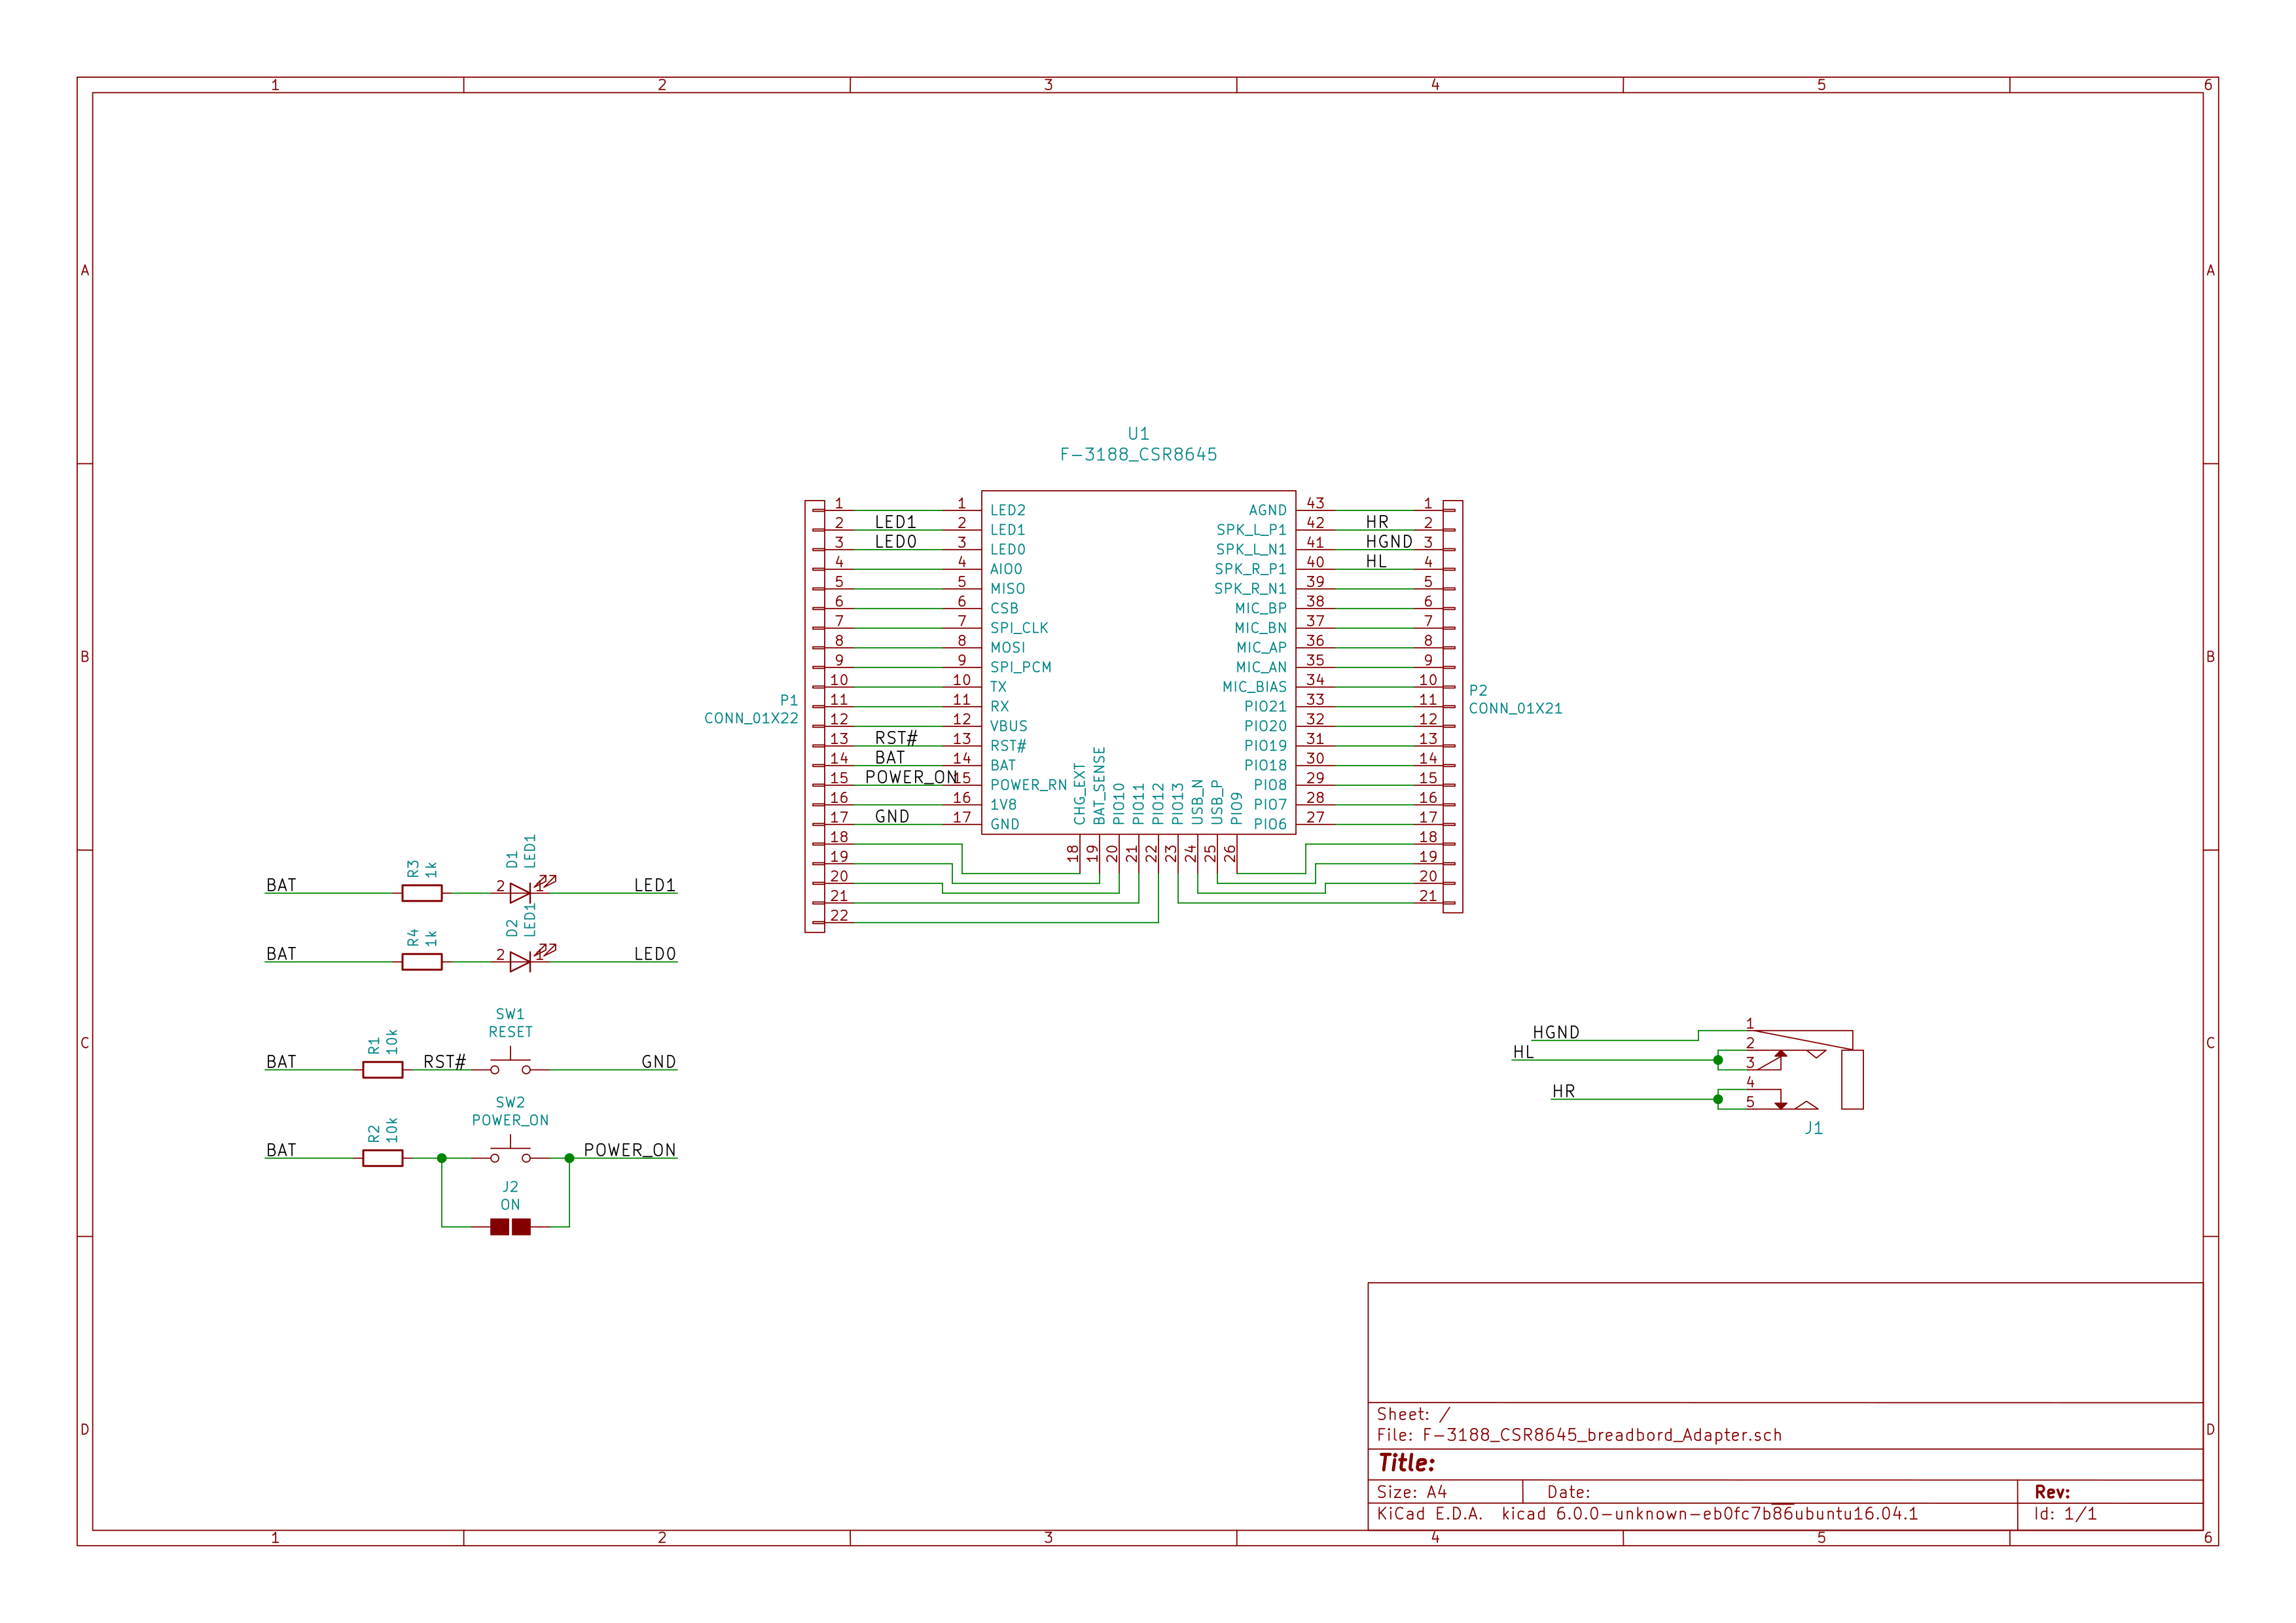 1 2 3 4 5 6
A A
B B
C C
D D
U1
F-3188_CSR8645
1 1 LED2 AGND 43 1
2 LED1 2 LED1 SPK_L_P1 42 HR 2
3 LED0 3 LED0 SPK_L_N1 41 HGND 3
4 4 AIO0 SPK_R_P1 40 HL 4
5 5 MISO SPK_R_N1 39 5
6 6 CSB MIC_BP 38 6
7 7 SPI_CLK MIC_BN 37 7
8 8 MOSI MIC_AP 36 8
9 9 SPI_PCM MIC_AN 35 9
10 10 TX MIC_BIAS 34 10
11 11 RX PIO21 33 11
12 12 VBUS PIO20 32 12
13 RST# 13 RST# PIO19 31 13
14 BAT 14 BAT PIO18 30 14
15 POWER_ON 15 POWER_RN PIO8 29 15
16 16 1V8 PIO7 28 16
17 GND 17 GND PIO6 27 17
18 18
19 19
20 20
21 21
22
P1
CONN_01X22
P2
CONN_01X21
CHG_EXT BAT_SENSE PIO10 PIO11 PIO12 PIO13 USB_N USB_P PIO9
18 19 20 21 22 23 24 25 26
R3
1k
D1
LED1
BAT 2 1 LED1
R4
1k
D2
LED1
BAT 2 1 LED0
SW1
RESET
R1
10k
BAT RST# GND
SW2
POWER_ON
R2
10k
BAT POWER_ON
J2
ON
HGND 1
HL 2
3
HR 4
5
J1
Sheet: /
File: F-3188_CSR8645_breadbord_Adapter.sch
Title:
Size: A4 Date: Rev:
KiCad E.D.A. kicad 6.0.0-unknown-eb0fc7b86ubuntu16.04.1 Id: 1/1
1 2 3 4 5 6